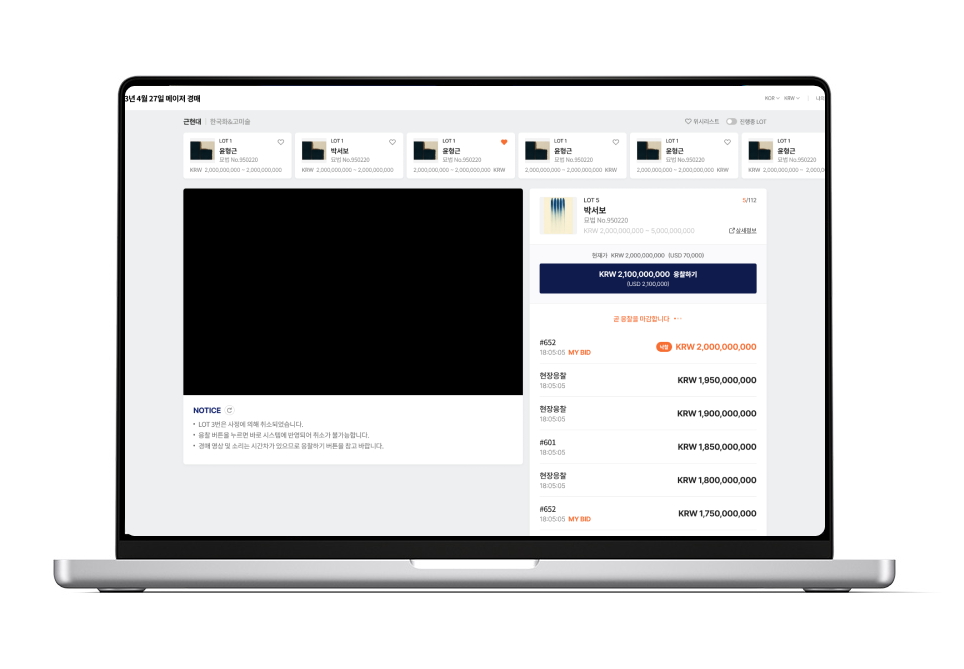 3년 4월 27일 메이저 경매
KOR KRW 나의
근현대 | 한국화&고미술
위시리스트 진행중 LOT
LOT 1
윤형근
모법 No.950220
KRW 2,000,000,000 ~ 2,000,000,000
LOT 1
박서보
모법 No.950220
KRW 2,000,000,000 ~ 2,000,000,000
LOT 1
윤형근
모법 No.950220
2,000,000,000 ~ 2,000,000,000 KRW
LOT 1
윤형근
모법 No.950220
2,000,000,000 ~ 2,000,000,000 KRW
LOT 1
윤형근
모법 No.950220
2,000,000,000 ~ 2,000,000,000 KRW
LOT 1
윤형근
모법 No.950220
KRW 2,000,000,000 ~ 2,000,0
LOT 5
5/112
박서보
모법 No.950220
KRW 2,000,000,000 ~ 5,000,000,000
상세정보
현재가 KRW 2,000,000,000 (USD 70,000)
KRW 2,100,000,000 응찰하기
(USD 2,100,000)
곧 응찰를 마감합니다
#652
18:05:05 MY BID
낙찰 KRW 2,000,000,000
현장응찰
18:05:05
KRW 1,950,000,000
현장응찰
18:05:05
KRW 1,900,000,000
#601
18:05:05
KRW 1,850,000,000
현장응찰
18:05:05
KRW 1,800,000,000
#652
18:05:05 MY BID
KRW 1,750,000,000
NOTICE
• LOT 3번은 사정에 의해 취소되었습니다.
• 응찰 버튼을 누르면 바로 시스템에 반영되어 취소가 불가능합니다.
• 경매 영상 및 소리는 시간차가 있으므로 응찰하기 버튼을 참고 바랍니다.